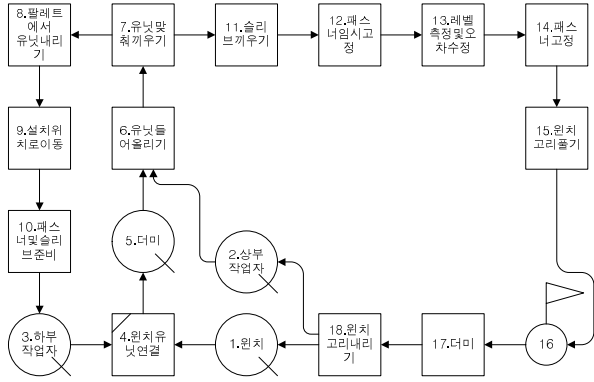 8.팔레트
에서
유닛내리
기
7.유닛맞
춰끼우기
11.슬리
브끼우기
12.패스
너임시고
정
13.레벨
측정및오
차수정
14.패스
너고정
9.설치위
치로이동
6.유닛들
어올리기
15.윈치
고리풀기
10.패스
너및슬리
브준비
5.더미
2.상부
작업자
3.하부
작업자
4.윈치유
닛연결
1.윈치
18.윈치
고리내리
기
17.더미
16